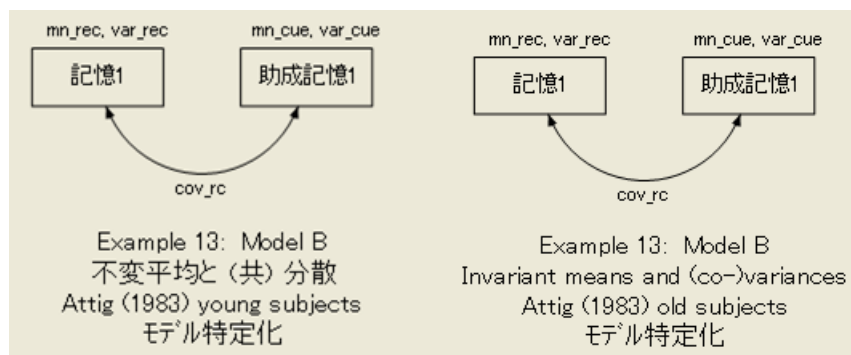 mn_rec, var_rec
mn_cue, var_cue
記憶1
助成記憶1
cov_rc
Example 13: Model B
不変平均と (共) 分散
Attig (1983) young subjects
モデル特定化
mn_rec, var_rec
mn_cue, var_cue
記憶1
助成記憶1
cov_rc
Example 13: Model B
Invariant means and (co-)variances
Attig (1983) old subjects
モデル特定化